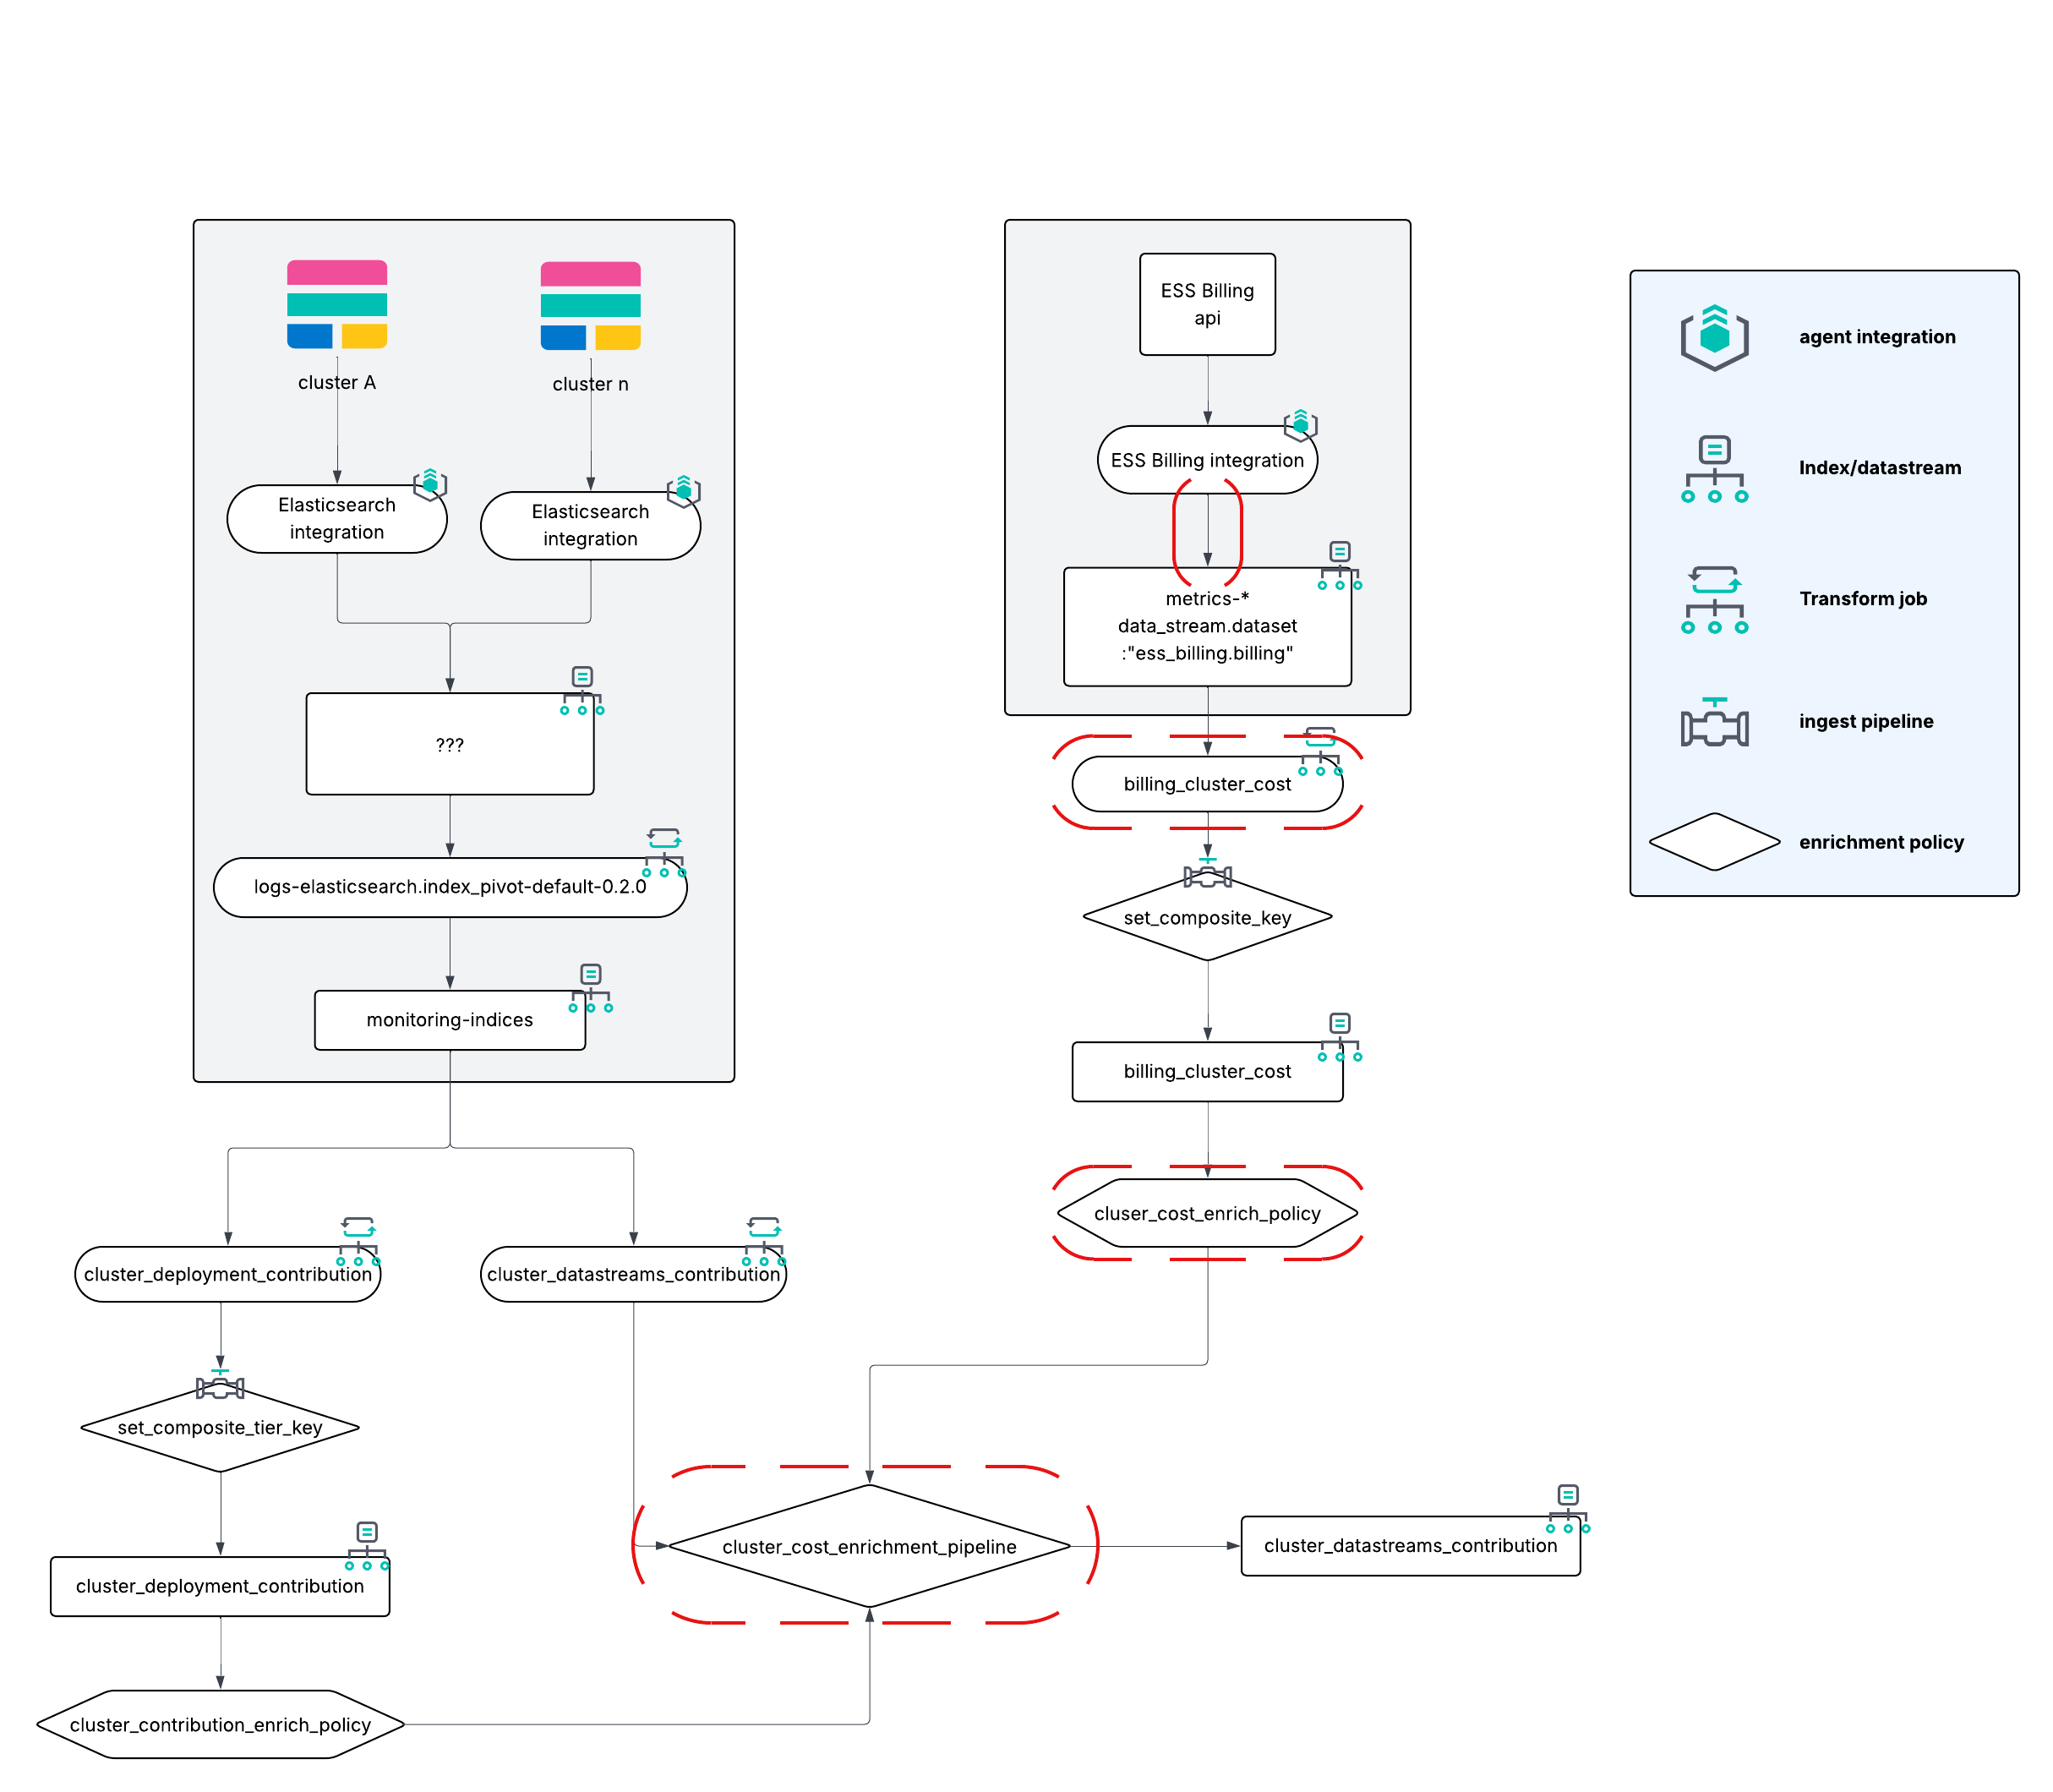 cluster A
cluster n
Elasticsearch
integration
Elasticsearch
integration
???
logs-elasticsearch.index_pivot-default-0.2.0
monitoring-indices
cluster_deployment_contribution
cluster_datastreams_contribution
set_composite_tier_key
cluster_deployment_contribution
cluster_contribution_enrich_policy
ESS Billing
api
ESS Billing integration
metrics-*
data_stream.dataset
:"ess_billing.billing"
billing_cluster_cost
set_composite_key
billing_cluster_cost
cluser_cost_enrich_policy
cluster_cost_enrichment_pipeline
cluster_datastreams_contribution
agent integration
Index/datastream
Transform job
ingest pipeline
enrichment policy